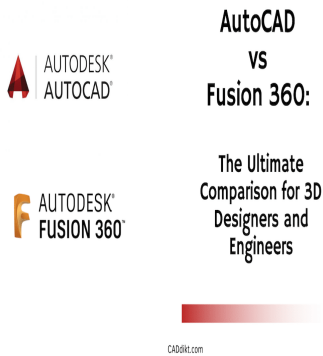 AUTODESK®
AUTOCAD®
AUTODESK®
FUSION 360™
AutoCAD
vs
Fusion 360:
The Ultimate
Comparison for 3D
Designers and
Engineers
CADdikt.com